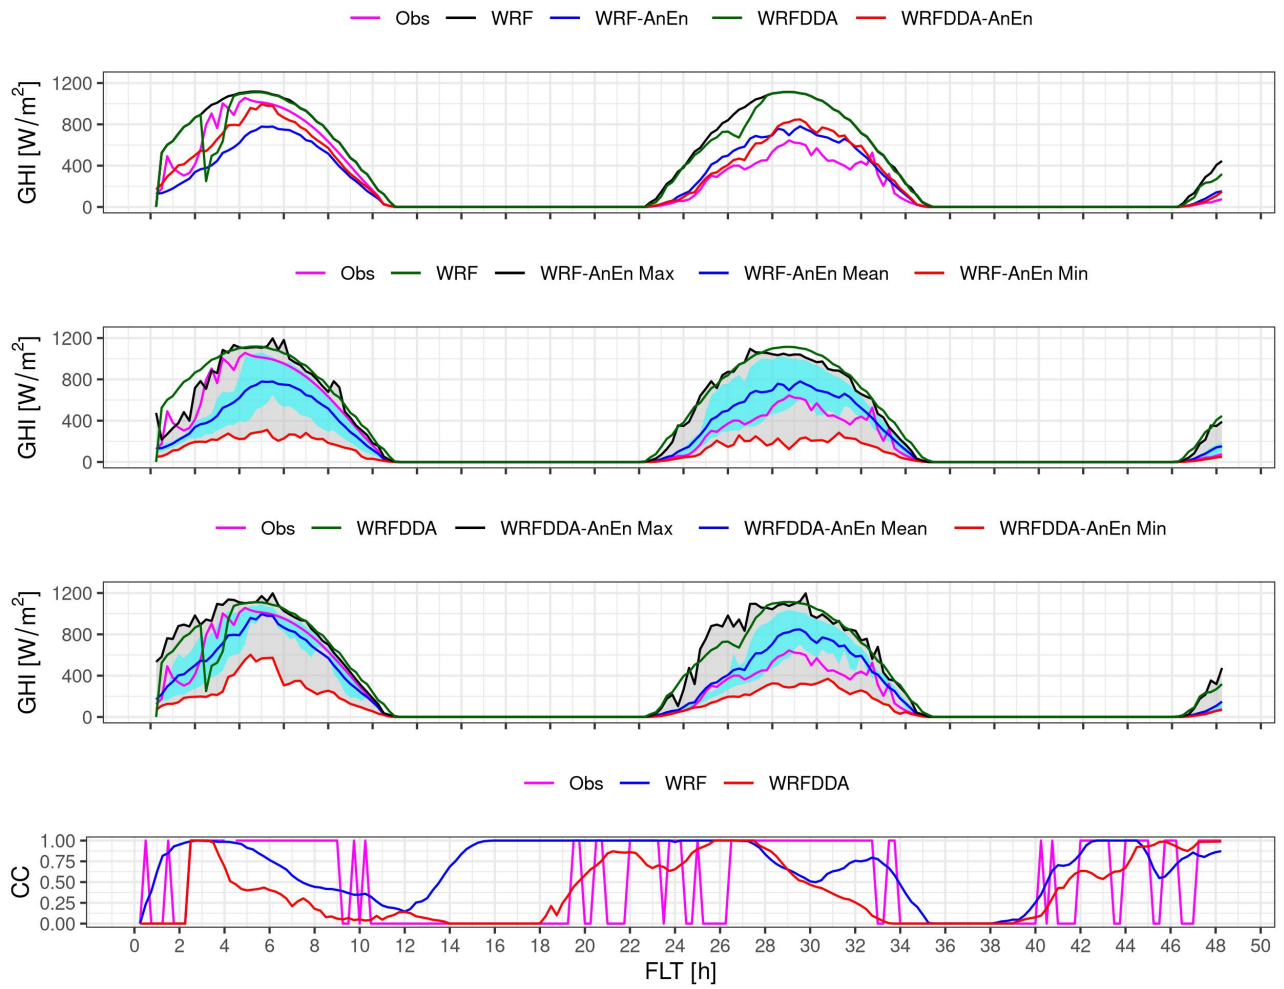 Obs WRF WRF-AnEn WRFDDA WRFDDA-AnEn
1200
800
400
0
GHI [W/m²]
Obs WRF WRF-AnEn Max WRF-AnEn Mean WRF-AnEn Min
1200
800
400
0
GHI [W/m²]
Obs WRFDDA WRFDDA-AnEn Max WRFDDA-AnEn Mean WRFDDA-AnEn Min
1200
800
400
0
GHI [W/m²]
Obs WRF WRFDDA
1.00
0.75
0.50
0.25
0.00
CC
0 2 4 6 8 10 12 14 16 18 20 22 24 26 28 30 32 34 36 38 40 42 44 46 48 50
FLT [h]